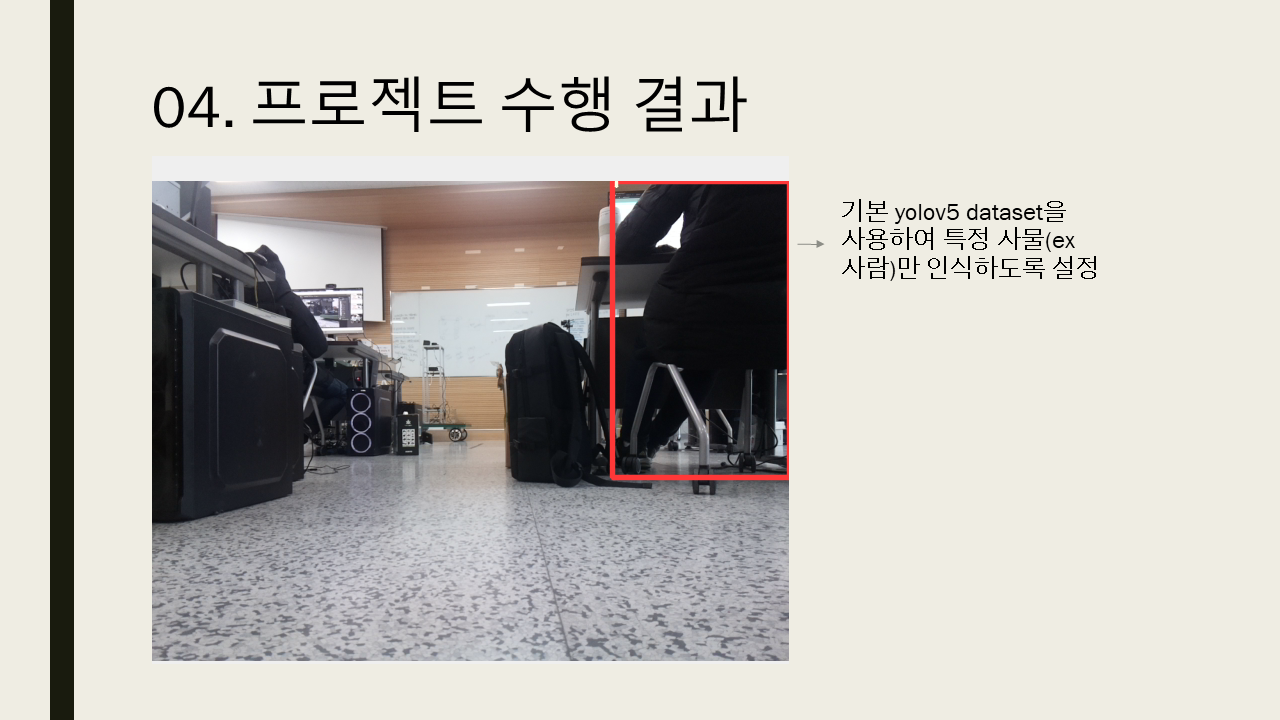 04. 프로젝트 수행 결과
기본 yolov5 dataset을
사용하여 특정 사물(ex
사람)만 인식하도록 설정